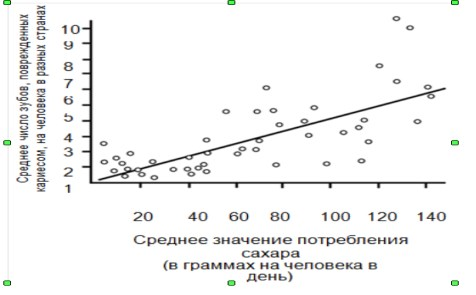 Среднее число зубов, поврежденных
кариесом, на человека в разных странах
10
9
8
7
6
5
4
3
2
1
20 40 60 80 100 120 140
Среднее значение потребления
сахара
(в граммах на человека в
день)